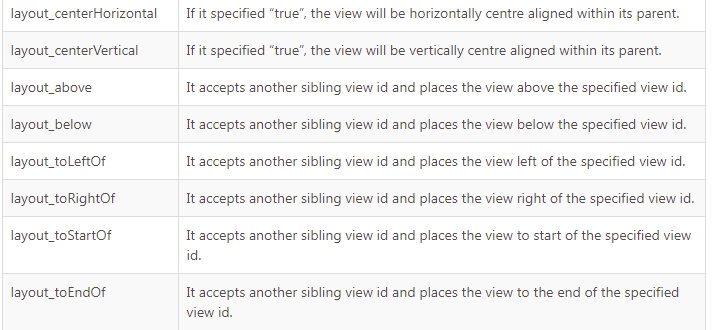 layout_centerHorizontal If it specified “true”, the view will be horizontally centre aligned within its parent.
layout_centerVertical If it specified “true”, the view will be vertically centre aligned within its parent.
layout_above It accepts another sibling view id and places the view above the specified view id.
layout_below It accepts another sibling view id and places the view below the specified view id.
layout_toLeftOf It accepts another sibling view id and places the view left of the specified view id.
layout_toRightOf It accepts another sibling view id and places the view right of the specified view id.
layout_toStartOf It accepts another sibling view id and places the view to start of the specified view
id.
layout_toEndOf It accepts another sibling view id and places the view to the end of the specified
view id.